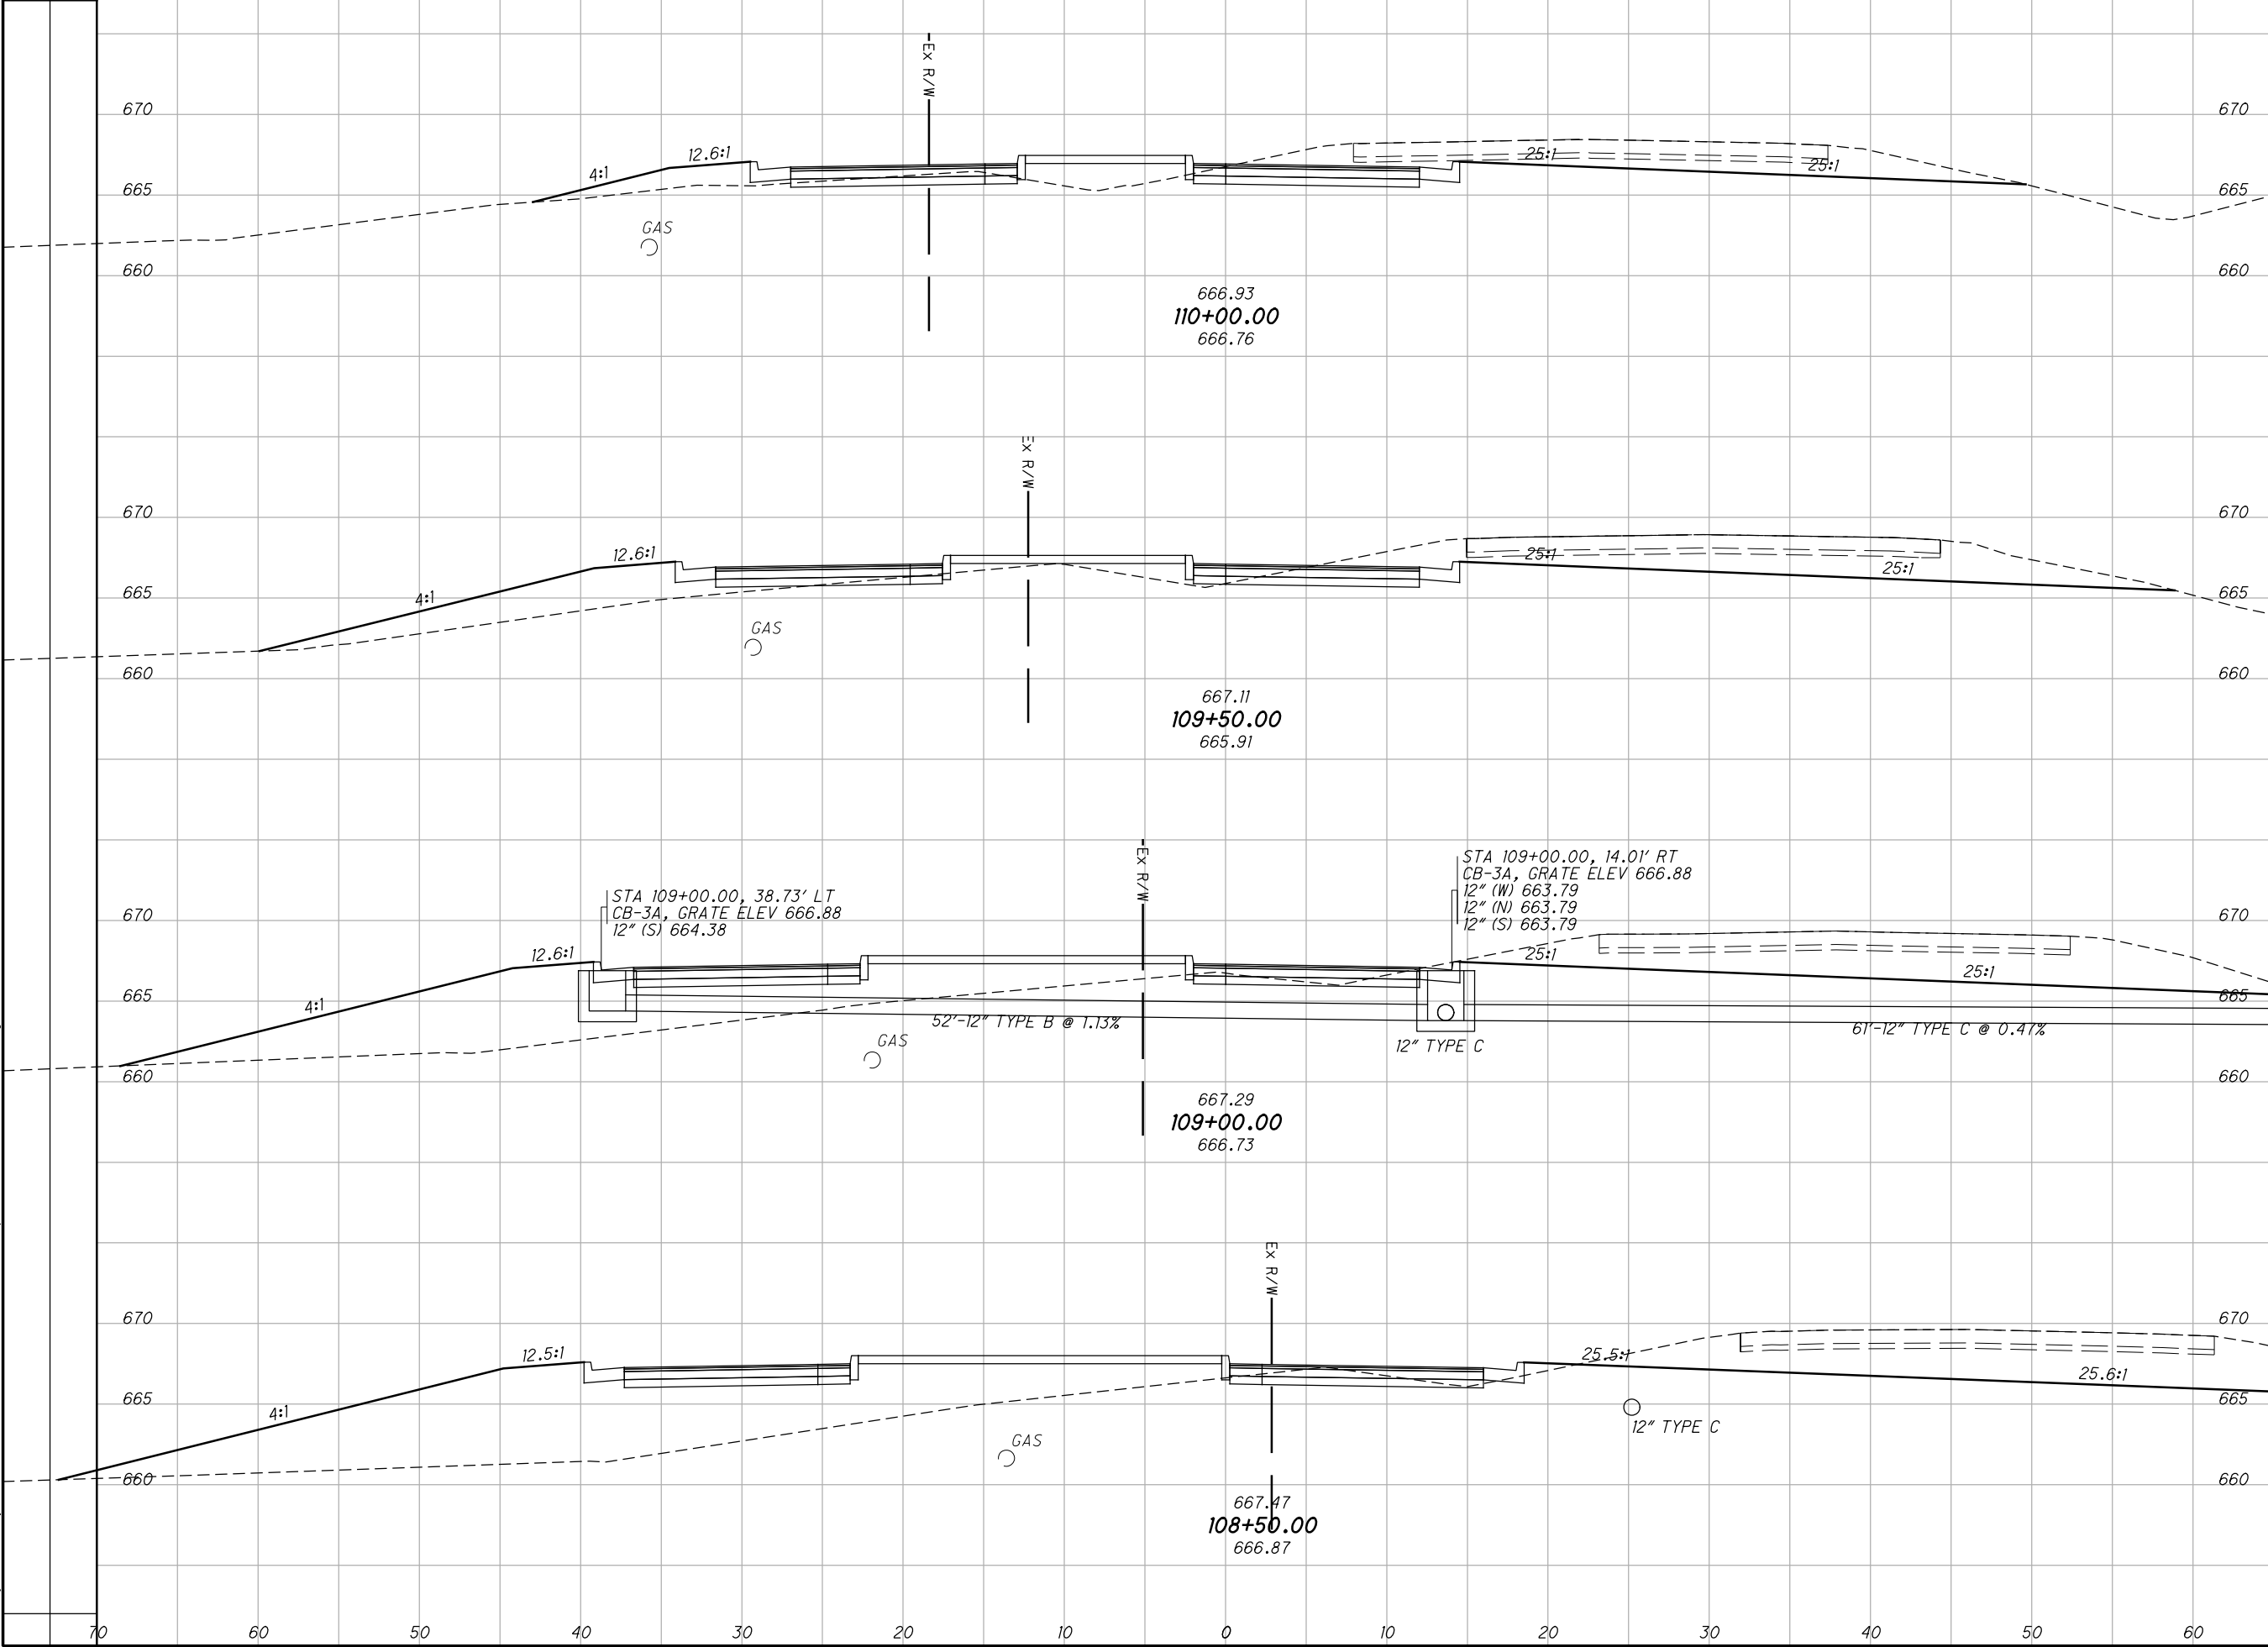 Ex R/W
670
670
12.6:1
25:1
4:1
25:1
665
665
GAS
660
660
666.93
110+00.00
666.76
Ex R/W
670
670
12.6:1
25:1
25:1
4:1
665
665
GAS
660
660
667.11
109+50.00
665.91
Ex R/W
STA 109+00.00, 38.73' LT
CB-3A, GRATE ELEV 666.88
12" (S) 664.38
STA 109+00.00, 14.01' RT
CB-3A, GRATE ELEV 666.88
12" (W) 663.79
12" (N) 663.79
12" (S) 663.79
670
670
12.6:1
25:1
25:1
4:1
665
665
52'-12" TYPE B @ 1.13%
61'-12" TYPE C @ 0.47%
GAS
12" TYPE C
660
660
667.29
109+00.00
666.73
Ex R/W
670
670
12.5:1
25.5:1
25.6:1
4:1
665
665
12" TYPE C
GAS
660
660
667.47
108+50.00
666.87
70 60 50 40 30 20 10 0 10 20 30 40 50 60